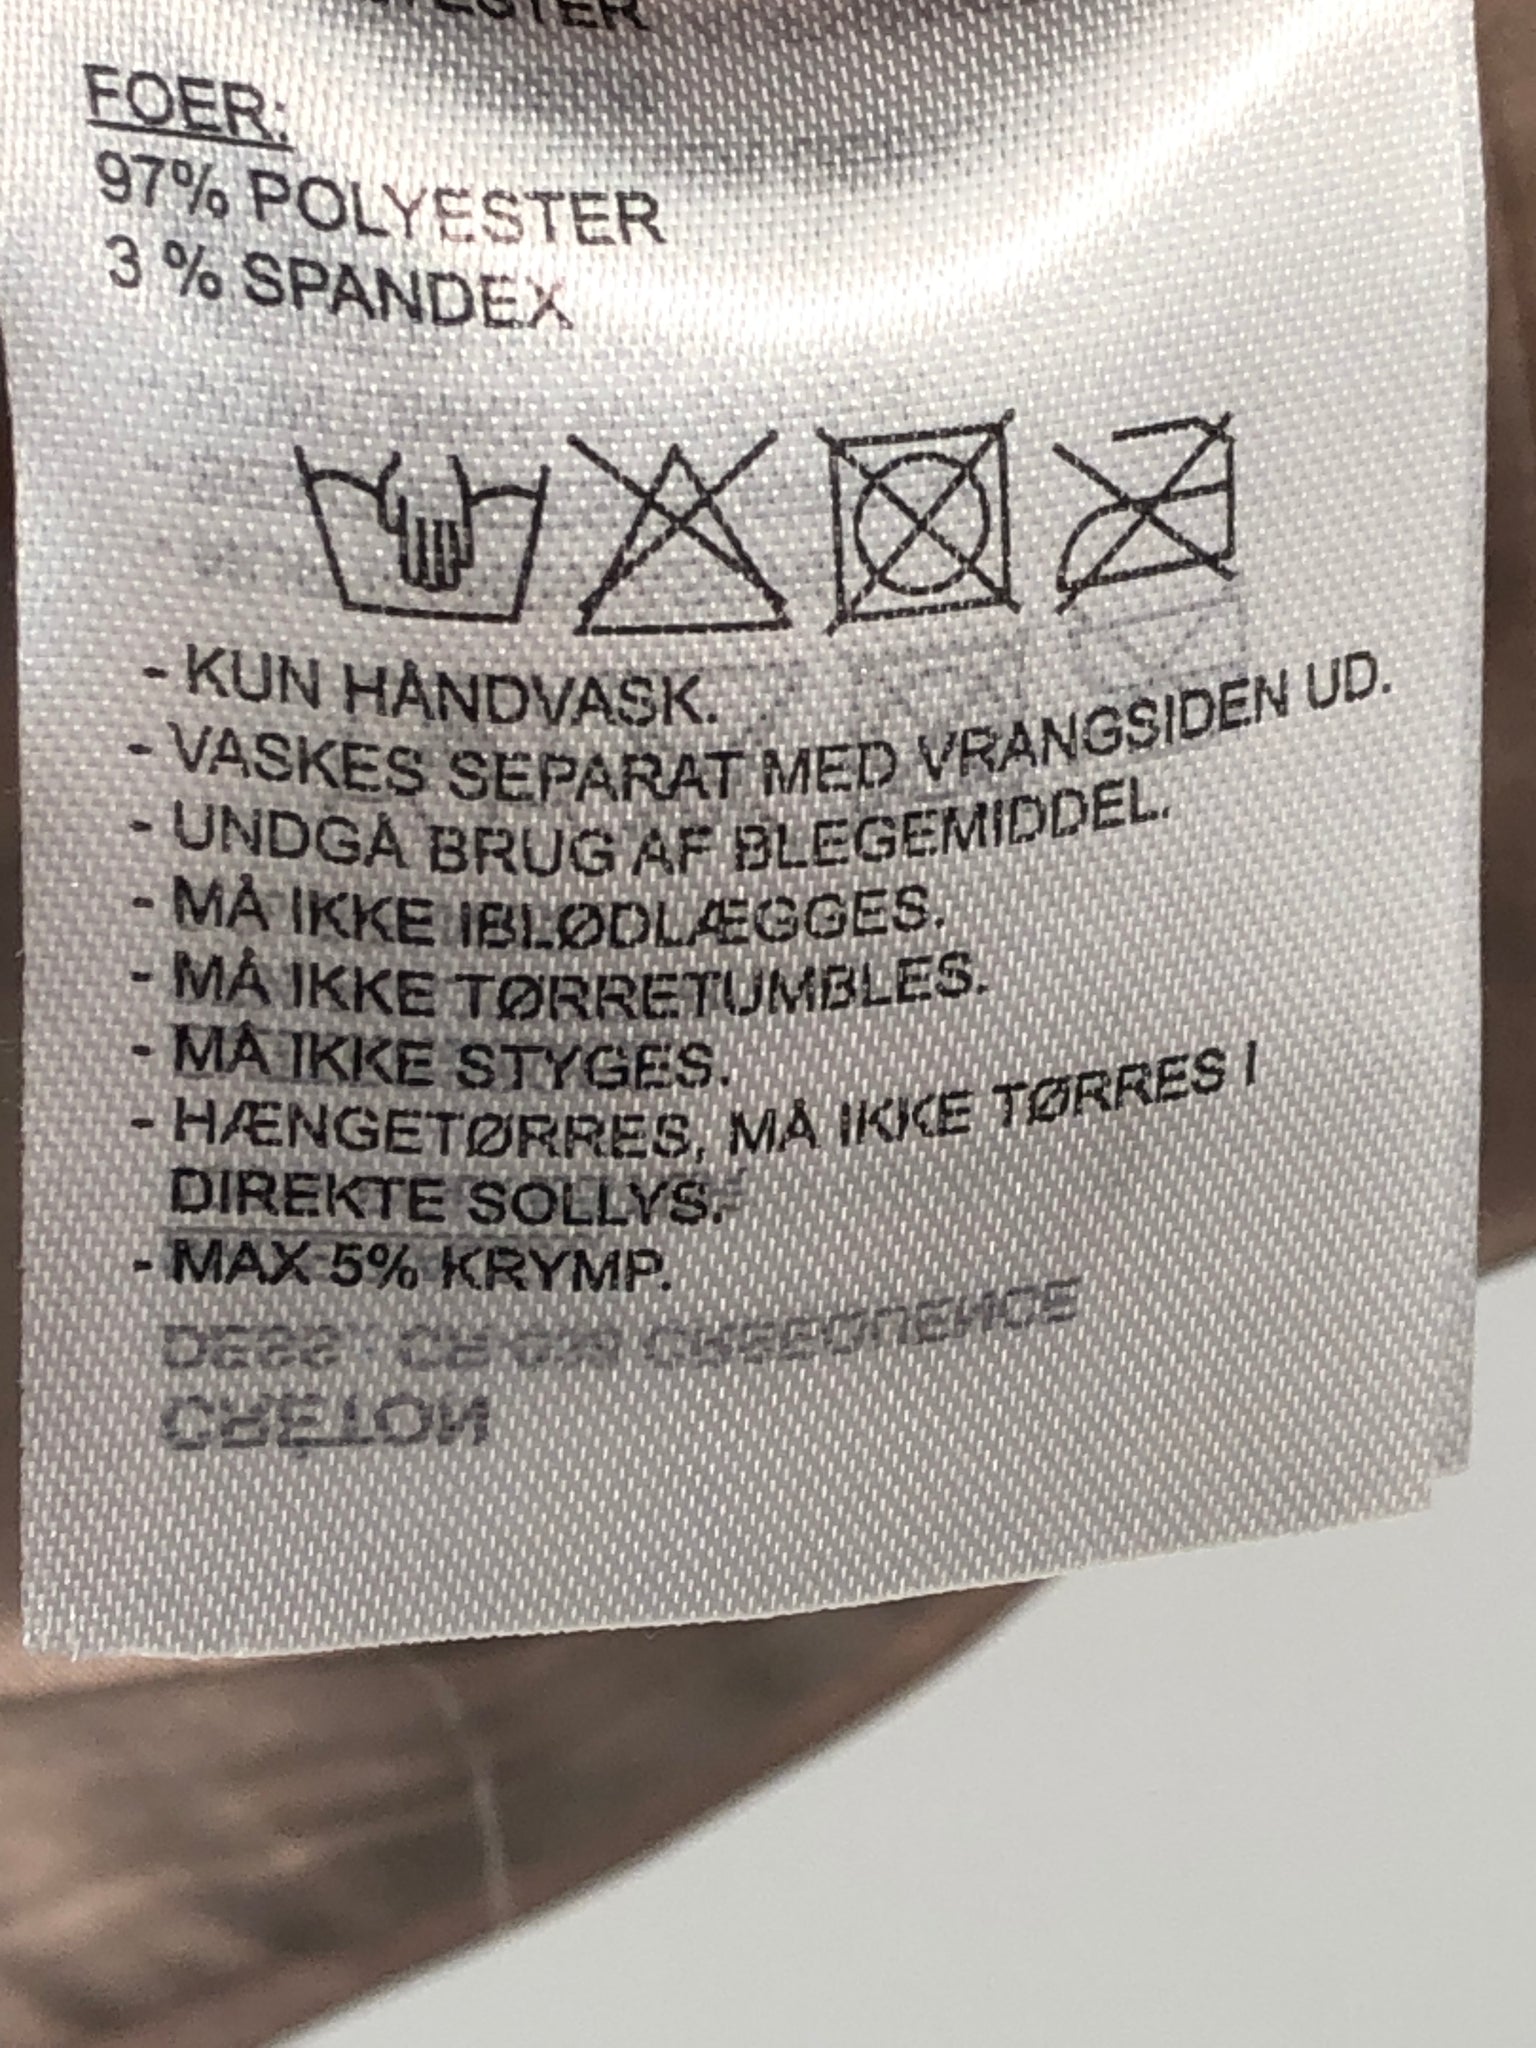 FOER:
97% POLYESTER
3 % SPANDEX
- KUN HÅNDVASK.
- VASKES SEPARAT MED VRANGSIDEN UD.
- UNDGÅ BRUG AF BLEGEMIDDEL.
- MÅ IKKE IBLØDLÆGGES.
- MÅ IKKE TØRRETUMBLES.
- MÅ IKKE STYGES.
- HÆNGETØRRES, MÅ IKKE TØRRES I
DIREKTE SOLLYS.
- MAX 5% KRYMP.